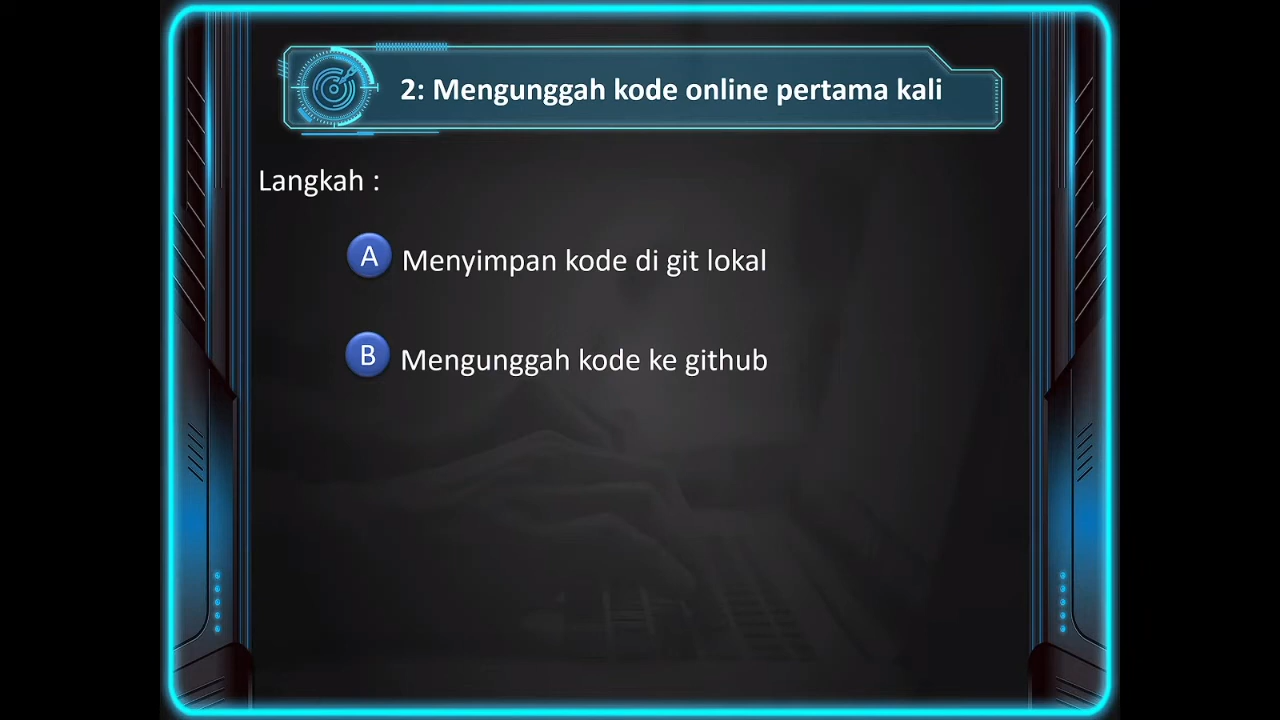 2: Mengunggah kode online pertama kali
Langkah :
A Menyimpan kode di git lokal
B Mengunggah kode ke github